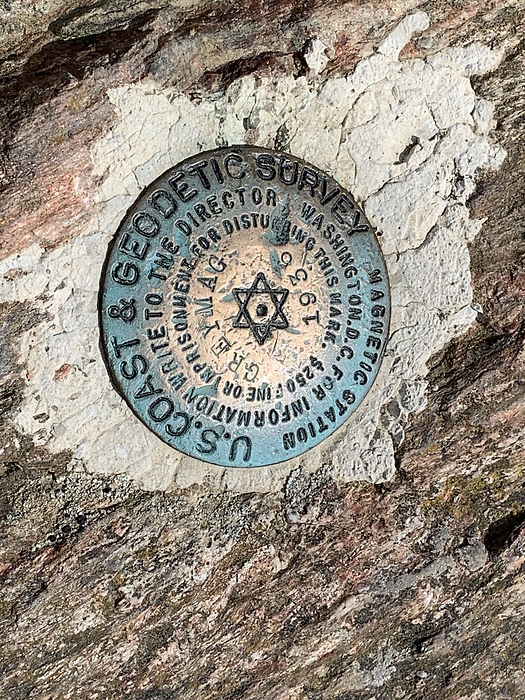 U.S. COAST & GEODETIC SURVEY
MAGNETIC STATION
FOR INFORMATION WRITE TO THE DIRECTOR, WASHINGTON, D.C.
$250 FINE OR IMPRISONMENT FOR DISTURBING THIS MARK.
GREY MAG.
1936